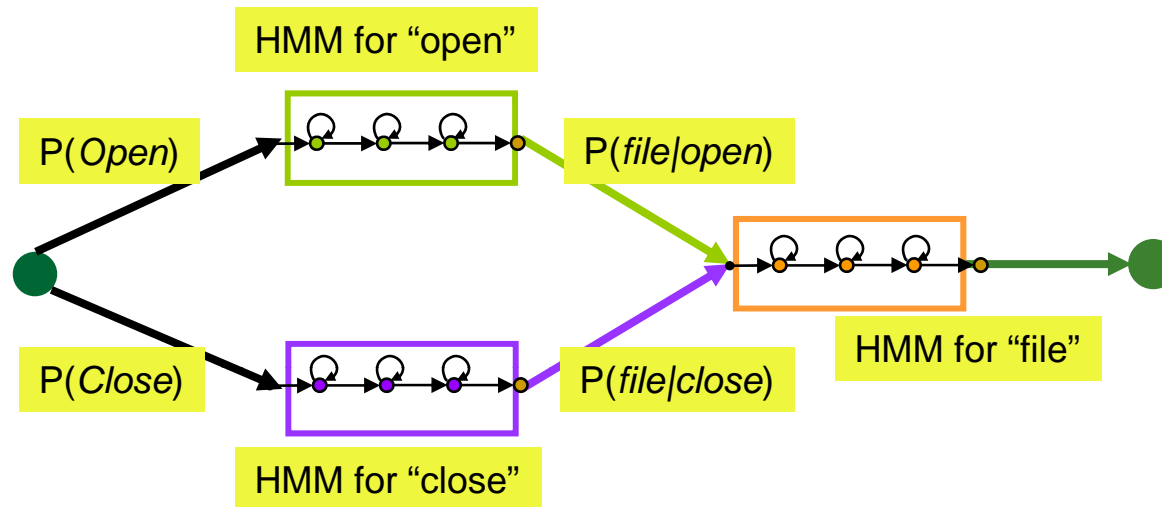 HMM for “open”
P(Open)
P(file|open)
P(Close)
P(file|close)
HMM for “file”
HMM for “close”